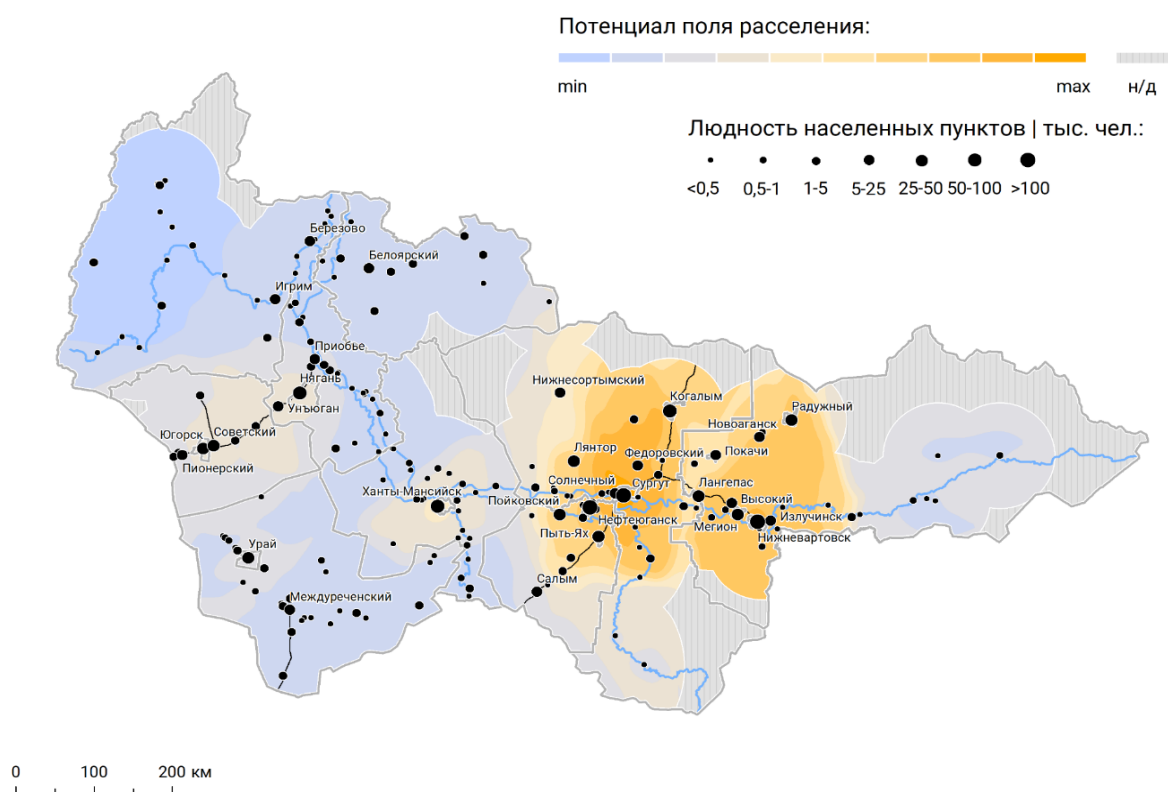 Потенциал поля расселения:
min
max
н/д
Людность населенных пунктов | тыс. чел.:
<0,5
0,5-1
1-5
5-25
25-50
50-100
>100
Березово
Белоярский
Игрим
Приобье
Нягань
Унъюган
Югорск
Советский
Пионерский
Ханты-Мансийск
Урай
Междуреченский
Нижнесортымский
Когалым
Радужный
Новоаганск
Лянтор
Федоровский
Покачи
Солнечный
Сургут
Лангепас
Пойковский
Высокий
Нефтеюганск
Мегион
Излучинск
Пыть-Ях
Нижневартовск
Салым
0
100
200 км